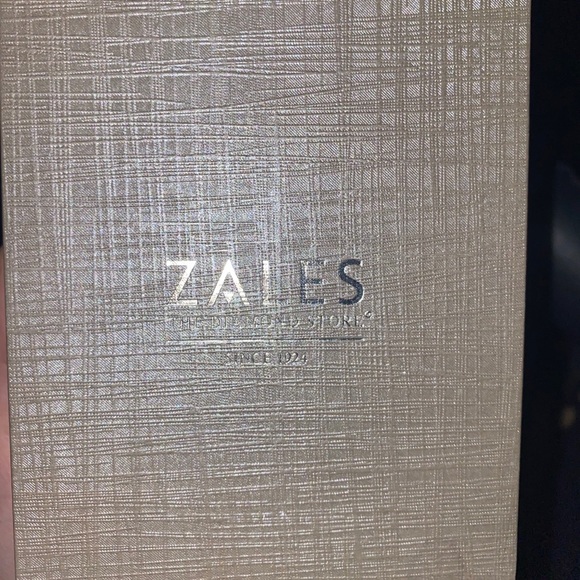 ZALES
THE DIAMOND STORE®
SINCE 1924